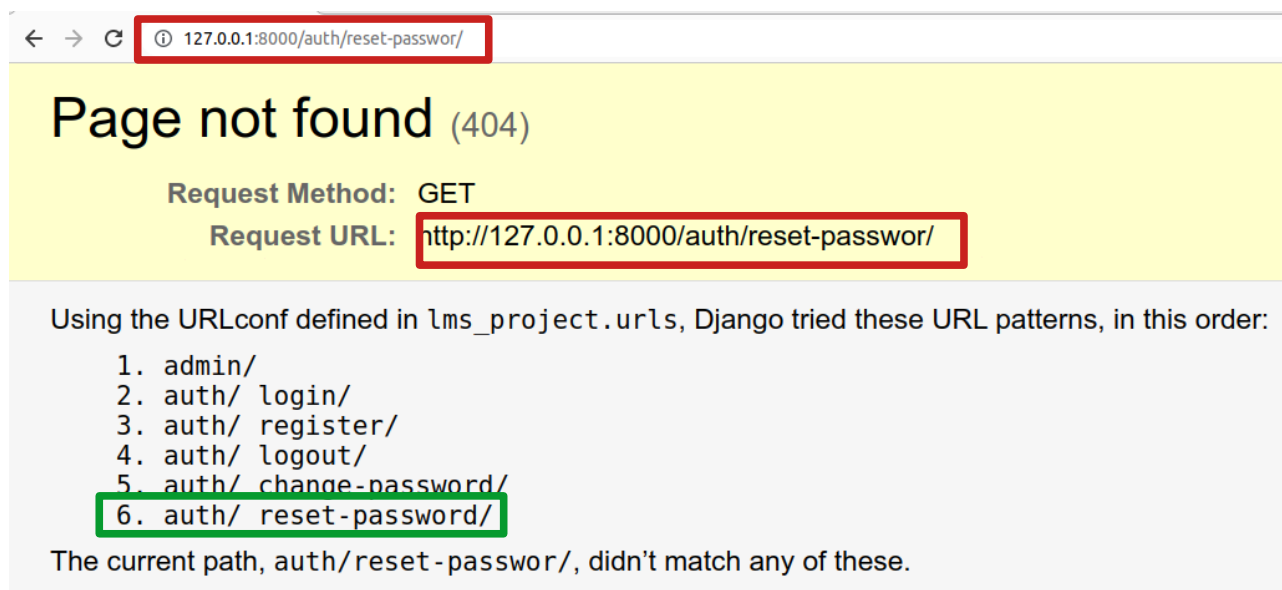 127.0.0.1:8000/auth/reset-passwor/
Page not found (404)
Request Method: GET
Request URL: http://127.0.0.1:8000/auth/reset-passwor/
Using the URLconf defined in lms_project.urls, Django tried these URL patterns, in this order:
1. admin/
2. auth/ login/
3. auth/ register/
4. auth/ logout/
5. auth/ change-password/
6. auth/ reset-password/
The current path, auth/reset-passwor/, didn’t match any of these.